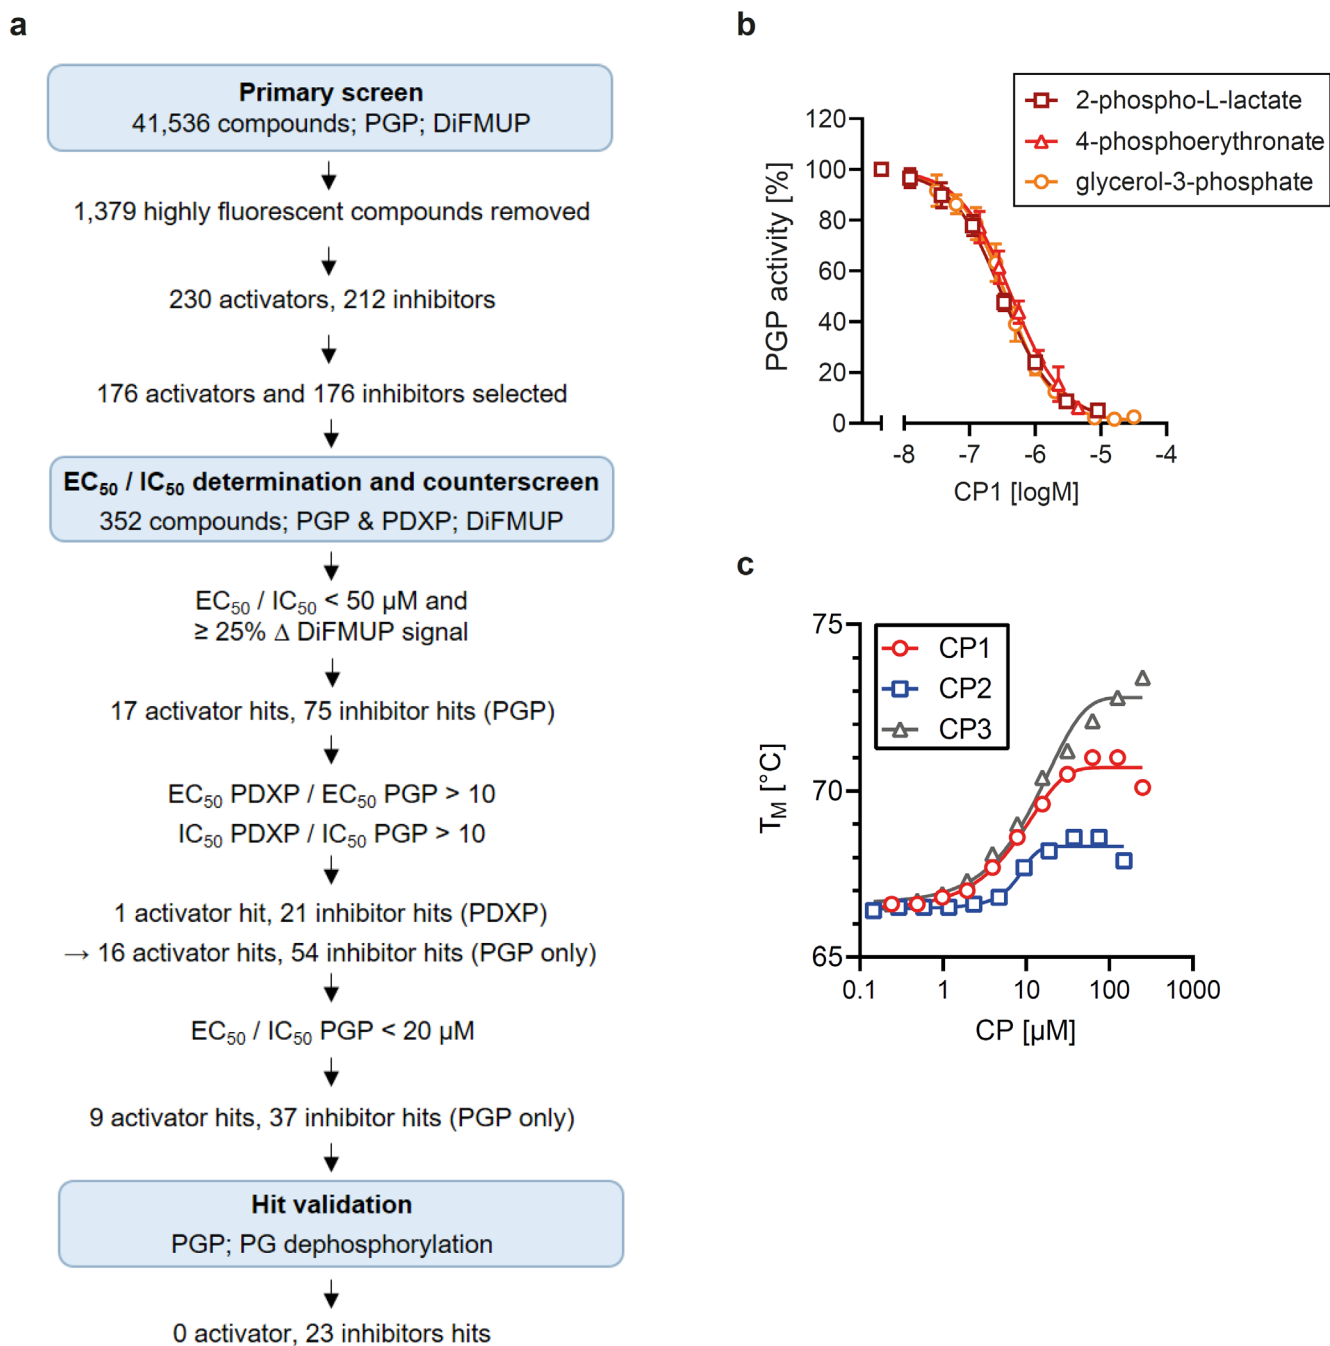 a
Primary screen
41,536 compounds; PGP; DiFMUP
1,379 highly fluorescent compounds removed
230 activators, 212 inhibitors
176 activators and 176 inhibitors selected
EC₅₀ / IC₅₀ determination and counterscreen
352 compounds; PGP & PDXP; DiFMUP
EC₅₀ / IC₅₀ < 50 µM and
≥ 25% Δ DiFMUP signal
17 activator hits, 75 inhibitor hits (PGP)
EC₅₀ PDXP / EC₅₀ PGP > 10
IC₅₀ PDXP / IC₅₀ PGP > 10
1 activator hit, 21 inhibitor hits (PDXP)
→ 16 activator hits, 54 inhibitor hits (PGP only)
EC₅₀ / IC₅₀ PGP < 20 µM
9 activator hits, 37 inhibitor hits (PGP only)
Hit validation
PGP; PG dephosphorylation
0 activator, 23 inhibitors hits
b
2-phospho-L-lactate
4-phosphoerythronate
glycerol-3-phosphate
PGP activity [%]
120
100
80
60
40
20
0
-8 -7 -6 -5 -4
CP1 [logM]
c
CP1
CP2
CP3
T_M [°C]
75
70
65
0.1 1 10 100 1000
CP [µM]